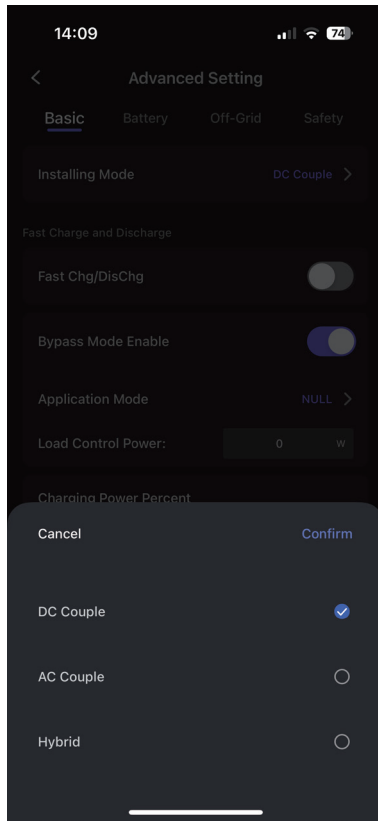 14:09
74
Advanced Setting
Basic Battery Off-Grid Safety
Installing Mode DC Couple
Fast Charge and Discharge
Fast Chg/DisChg
Bypass Mode Enable
Application Mode NULL
Load Control Power: 0 W
Charging Power Percent
Cancel Confirm
DC Couple
AC Couple
Hybrid